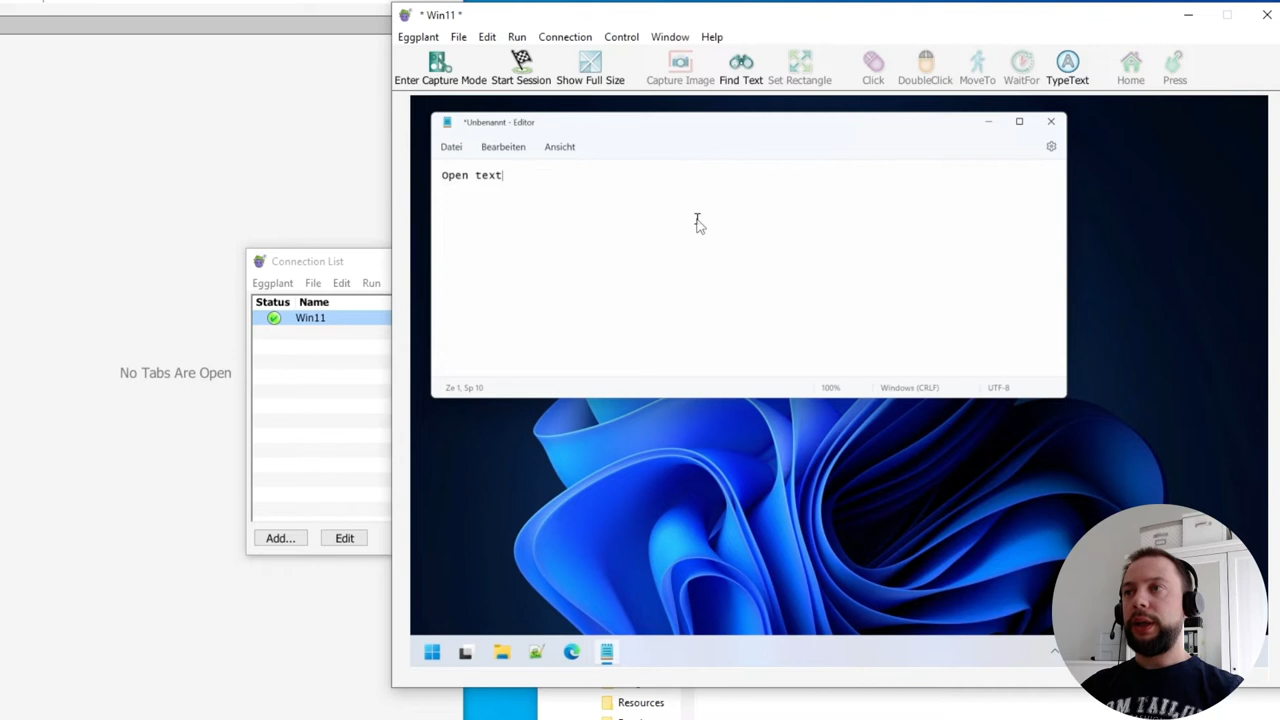 * Win11 *
Eggplant File Edit Run Connection Control Window Help
Enter Capture Mode Start Session Show Full Size Capture Image Find Text Set Rectangle Click DoubleClick MoveTo WaitFor TypeText Home Press
*Unbenannt - Editor
Datei Bearbeiten Ansicht
Open text
Ze 1, Sp 10 100% Windows (CRLF) UTF-8
Connection List
Eggplant File Edit Run
Status Name
Win11
Add... Edit
No Tabs Are Open
Resources
OM TAILO